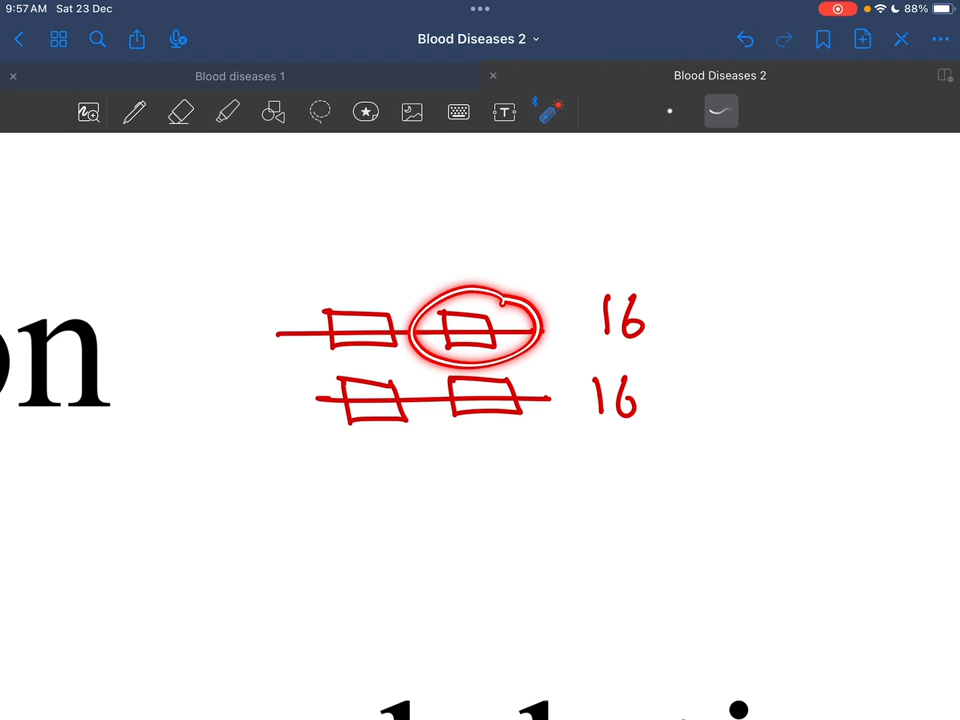 9:57 AM Sat 23 Dec 88%
Blood Diseases 2
Blood diseases 1 Blood Diseases 2
T
16
on
16